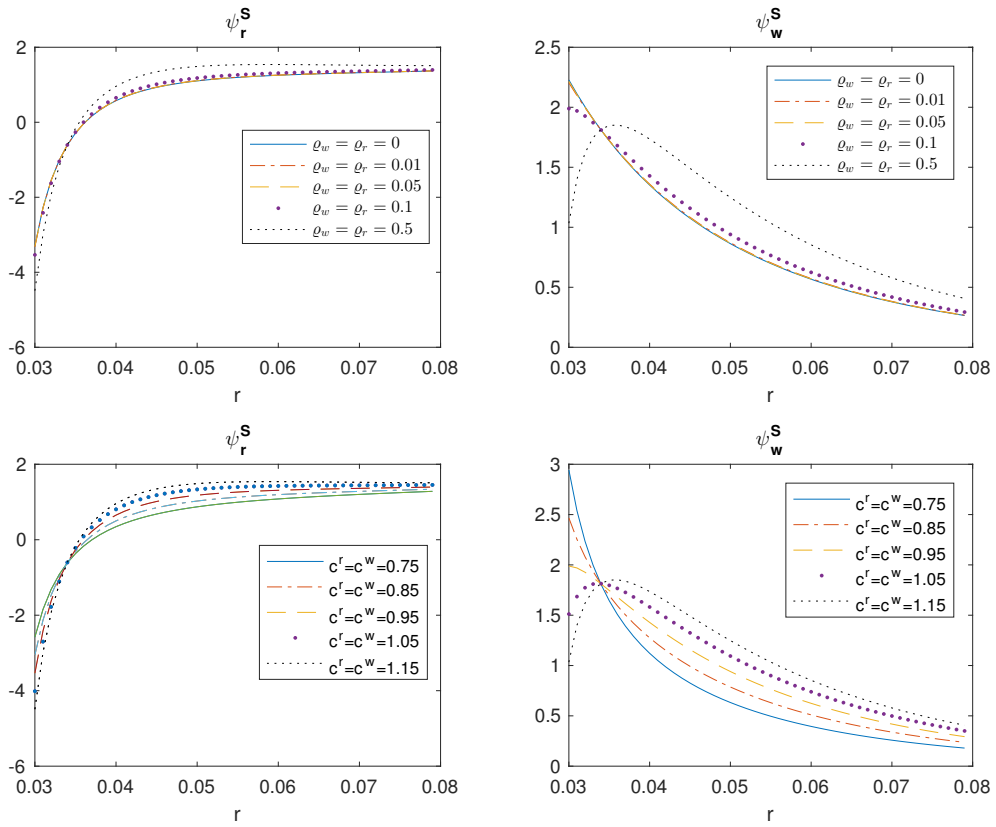 ψ_r^S
2
0
-2
-4
-6
0.03 0.04 0.05 0.06 0.07 0.08
r
ϱ_w = ϱ_r = 0
ϱ_w = ϱ_r = 0.01
ϱ_w = ϱ_r = 0.05
ϱ_w = ϱ_r = 0.1
ϱ_w = ϱ_r = 0.5
ψ_w^S
2.5
2
1.5
1
0.5
0
0.03 0.04 0.05 0.06 0.07 0.08
r
ϱ_w = ϱ_r = 0
ϱ_w = ϱ_r = 0.01
ϱ_w = ϱ_r = 0.05
ϱ_w = ϱ_r = 0.1
ϱ_w = ϱ_r = 0.5
ψ_r^S
2
0
-2
-4
-6
0.03 0.04 0.05 0.06 0.07 0.08
r
c^r=c^w=0.75
c^r=c^w=0.85
c^r=c^w=0.95
c^r=c^w=1.05
c^r=c^w=1.15
ψ_w^S
3
2.5
2
1.5
1
0.5
0
0.03 0.04 0.05 0.06 0.07 0.08
r
c^r=c^w=0.75
c^r=c^w=0.85
c^r=c^w=0.95
c^r=c^w=1.05
c^r=c^w=1.15